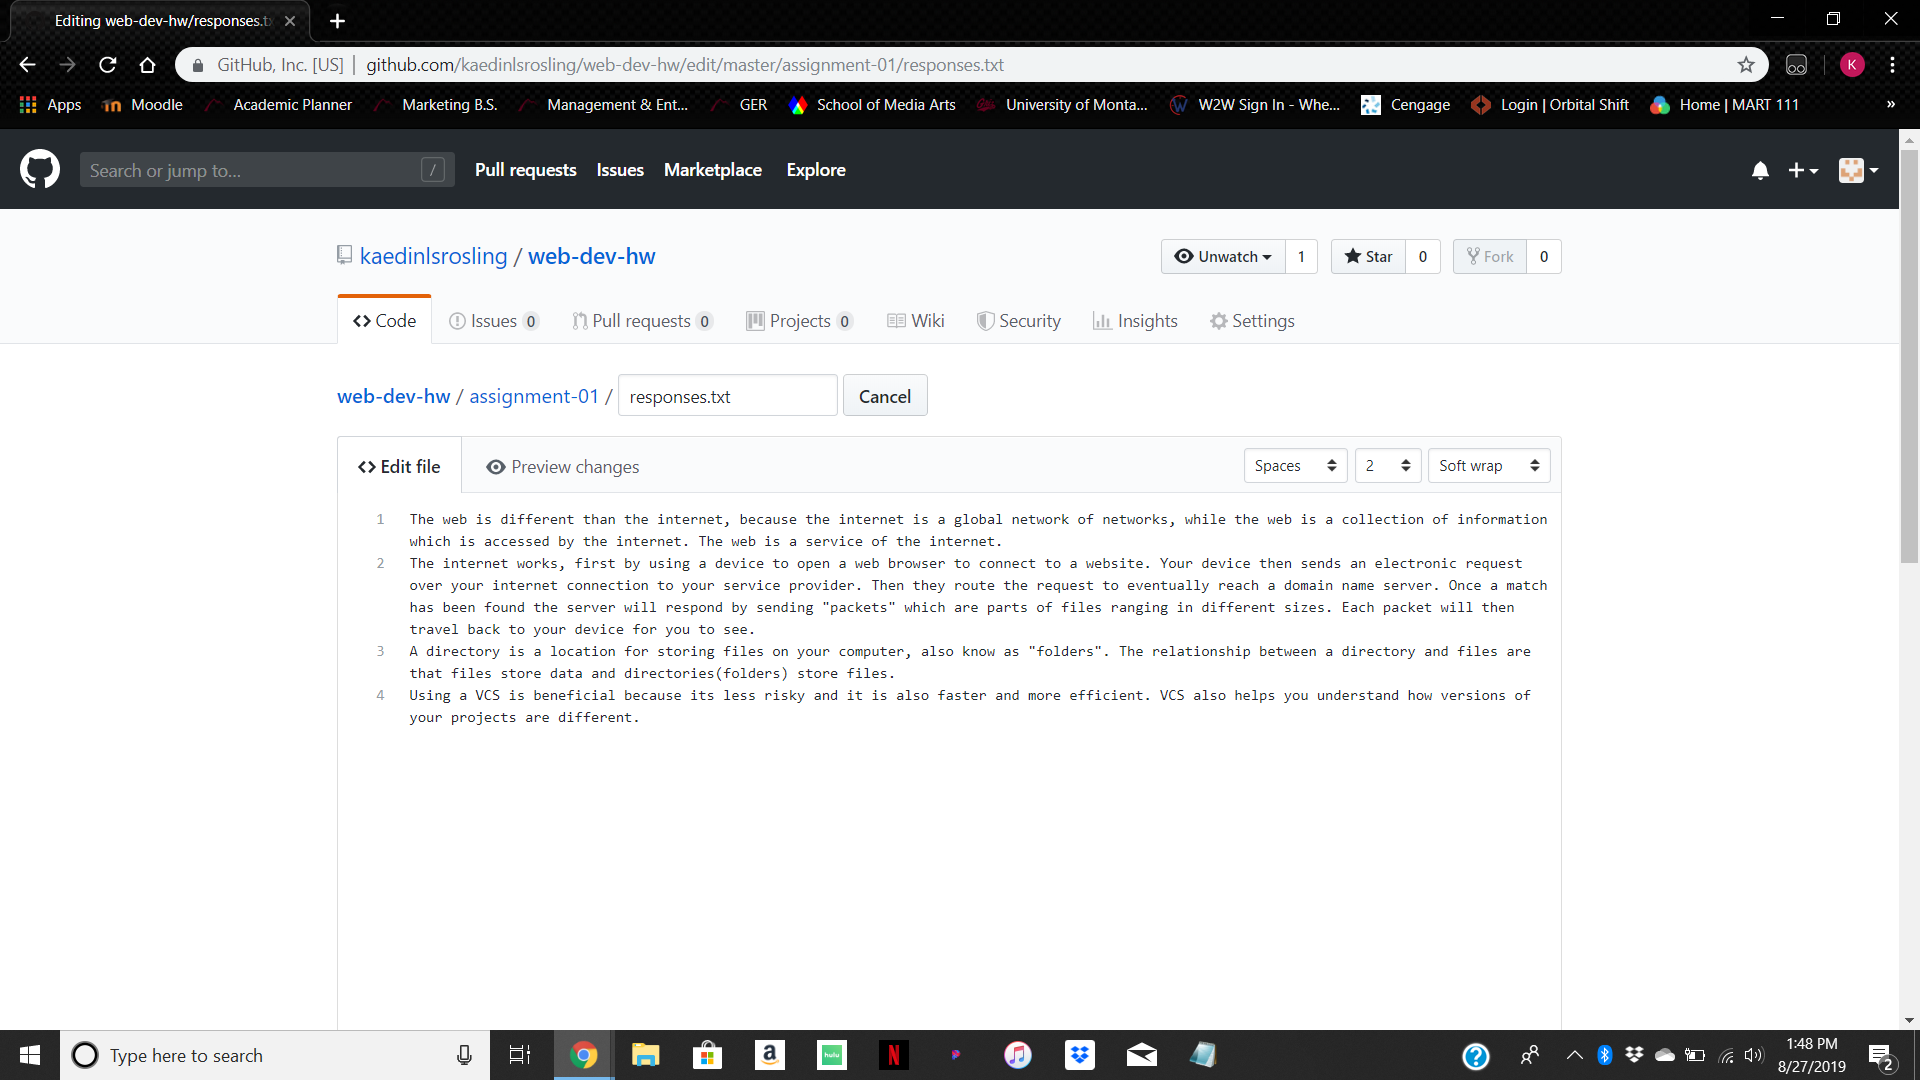 Editing web-dev-hw/responses.tx
GitHub, Inc. [US] | github.com/kaedinlsrosling/web-dev-hw/edit/master/assignment-01/responses.txt
K
Apps Moodle Academic Planner Marketing B.S. Management & Ent... GER School of Media Arts University of Monta... W2W Sign In - Whe... Cengage Login | Orbital Shift Home | MART 111 »
Search or jump to... / Pull requests Issues Marketplace Explore
kaedinlsrosling / web-dev-hw Unwatch 1 Star 0 Fork 0
Code Issues 0 Pull requests 0 Projects 0 Wiki Security Insights Settings
web-dev-hw / assignment-01 / responses.txt Cancel
Edit file Preview changes Spaces 2 Soft wrap
1 The web is different than the internet, because the internet is a global network of networks, while the web is a collection of information
which is accessed by the internet. The web is a service of the internet.
2 The internet works, first by using a device to open a web browser to connect to a website. Your device then sends an electronic request
over your internet connection to your service provider. Then they route the request to eventually reach a domain name server. Once a match
has been found the server will respond by sending "packets" which are parts of files ranging in different sizes. Each packet will then
travel back to your device for you to see.
3 A directory is a location for storing files on your computer, also know as "folders". The relationship between a directory and files are
that files store data and directories(folders) store files.
4 Using a VCS is beneficial because its less risky and it is also faster and more efficient. VCS also helps you understand how versions of
your projects are different.
Type here to search
a
hulu
N
1:48 PM
8/27/2019
2